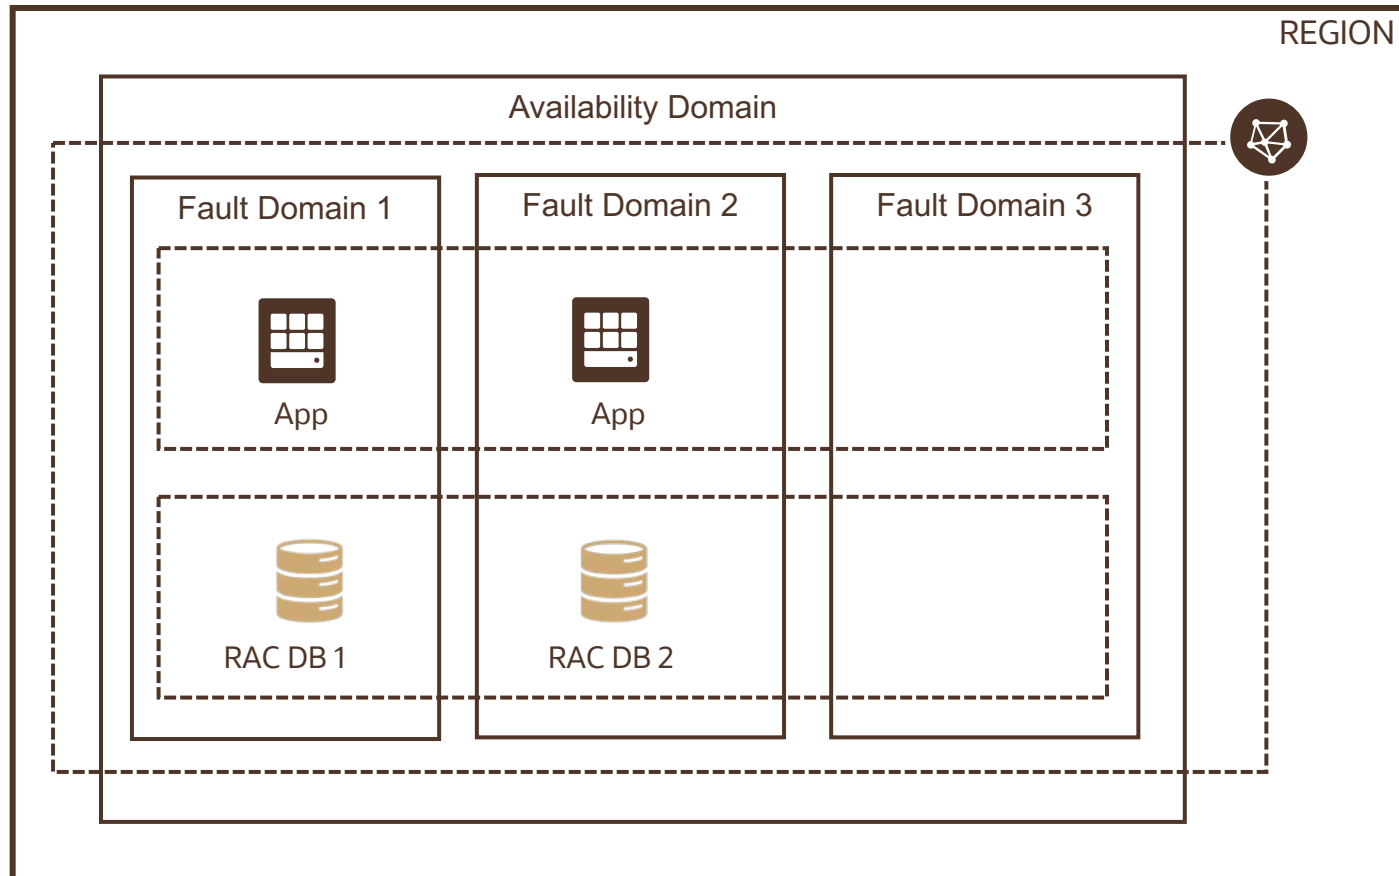 REGION
Availability Domain
Fault Domain 1
Fault Domain 2
Fault Domain 3
App
App
RAC DB 1
RAC DB 2